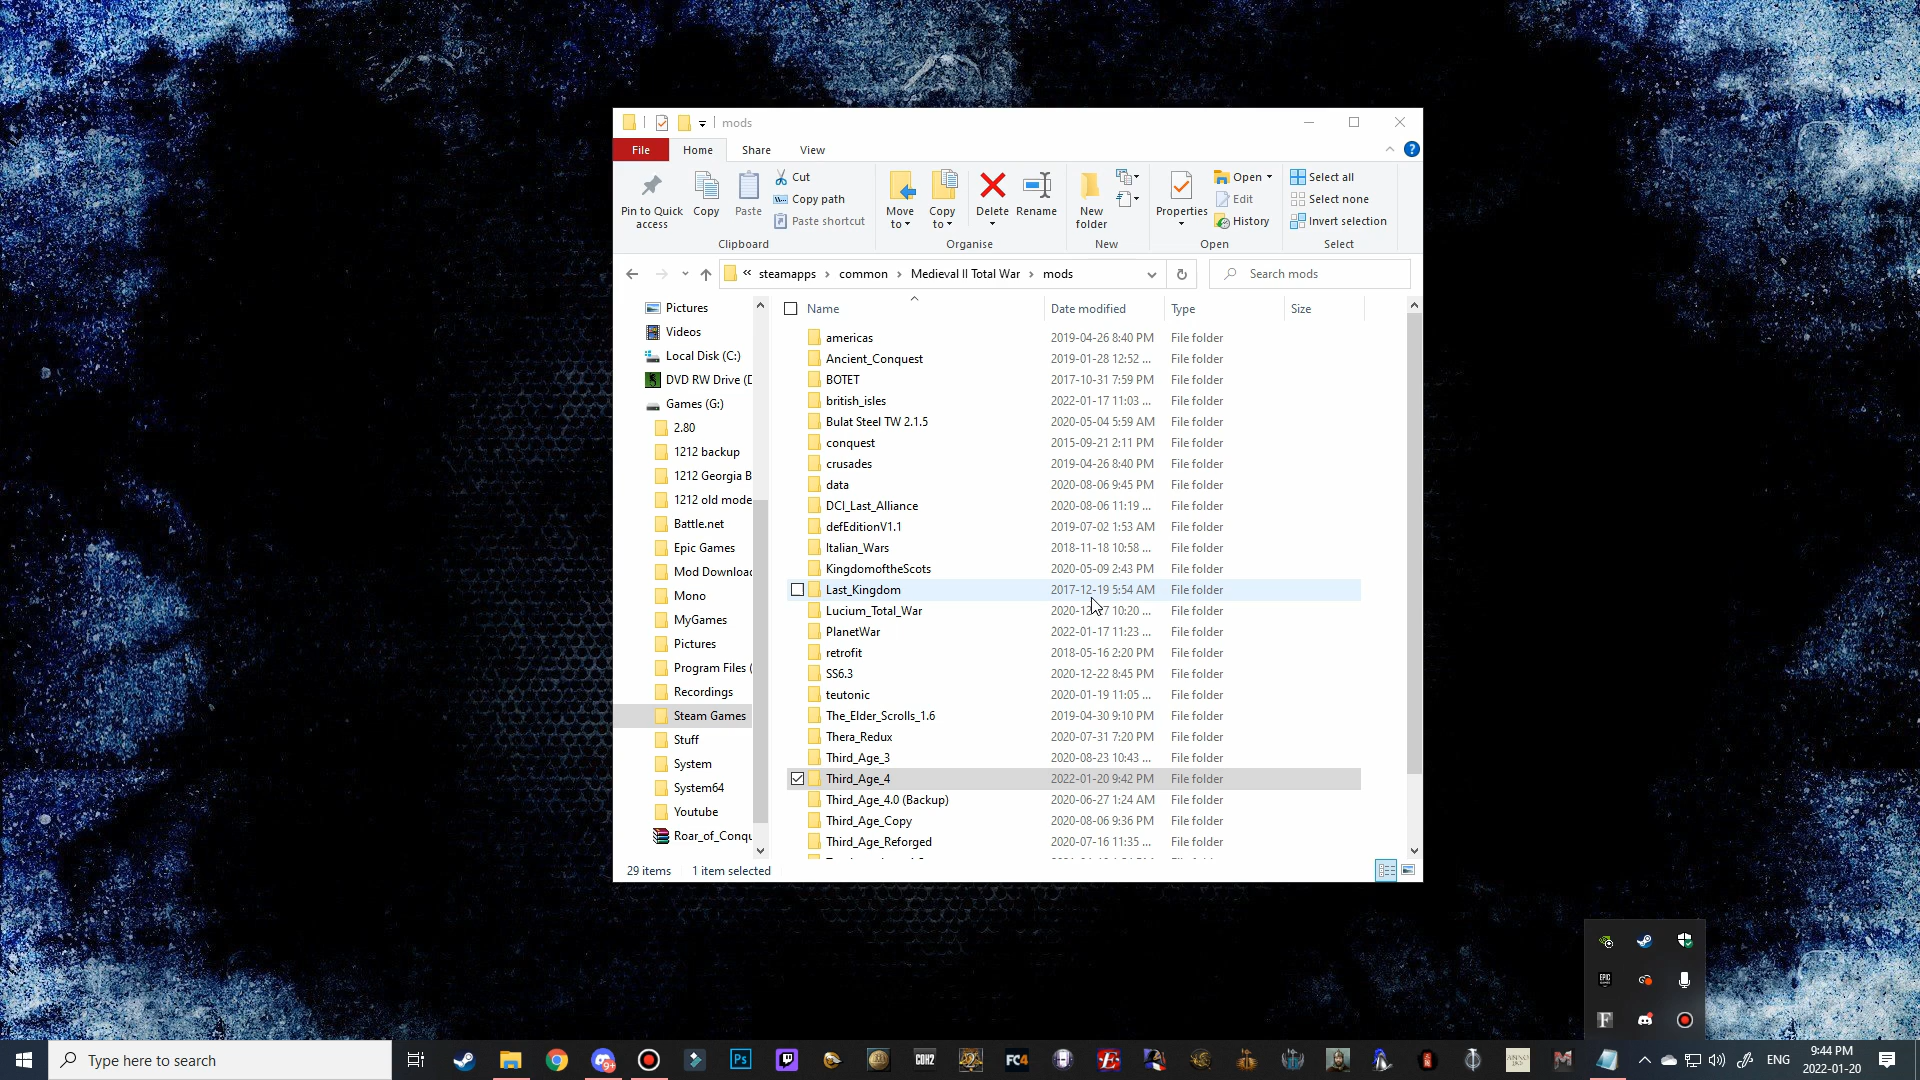 mods
File Home Share View
Pin to Quick access
Copy
Paste
Cut
Copy path
Paste shortcut
Clipboard
Move to
Copy to
Delete
Rename
Organise
New folder
New
Properties
Open
Edit
History
Open
Select all
Select none
Invert selection
Select
« steamapps › common › Medieval II Total War › mods
Search mods
Pictures
Videos
Local Disk (C:)
DVD RW Drive (D
Games (G:)
2.80
1212 backup
1212 Georgia B
1212 old mode
Battle.net
Epic Games
Mod Downloac
Mono
MyGames
Pictures
Program Files (
Recordings
Steam Games
Stuff
System
System64
Youtube
Roar_of_Conqu
Name Date modified Type Size
americas 2019-04-26 8:40 PM File folder
Ancient_Conquest 2019-01-28 12:52 ... File folder
BOTET 2017-10-31 7:59 PM File folder
british_isles 2022-01-17 11:03 ... File folder
Bulat Steel TW 2.1.5 2020-05-04 5:59 AM File folder
conquest 2015-09-21 2:11 PM File folder
crusades 2019-04-26 8:40 PM File folder
data 2020-08-06 9:45 PM File folder
DCI_Last_Alliance 2020-08-06 11:19 ... File folder
defEditionV1.1 2019-07-02 1:53 AM File folder
Italian_Wars 2018-11-18 10:58 ... File folder
KingdomoftheScots 2020-05-09 2:43 PM File folder
Last_Kingdom 2017-12-19 5:54 AM File folder
Lucium_Total_War 10:20 ... File folder
PlanetWar 2022-01-17 11:23 ... File folder
retrofit 2018-05-16 2:20 PM File folder
SS6.3 2020-12-22 8:45 PM File folder
teutonic 2020-01-19 11:05 ... File folder
The_Elder_Scrolls_1.6 2019-04-30 9:10 PM File folder
Thera_Redux 2020-07-31 7:20 PM File folder
Third_Age_3 2020-08-23 10:43 ... File folder
Third_Age_4 2022-01-20 9:42 PM File folder
Third_Age_4.0 (Backup) 2020-06-27 1:24 AM File folder
Third_Age_Copy 2020-08-06 9:36 PM File folder
Third_Age_Reforged 2020-07-16 11:35 ... File folder
29 items 1 item selected
EPIC
F
Type here to search
9+
Ps
COH2
FC4
ANNO
ENG
9:44 PM
2022-01-20